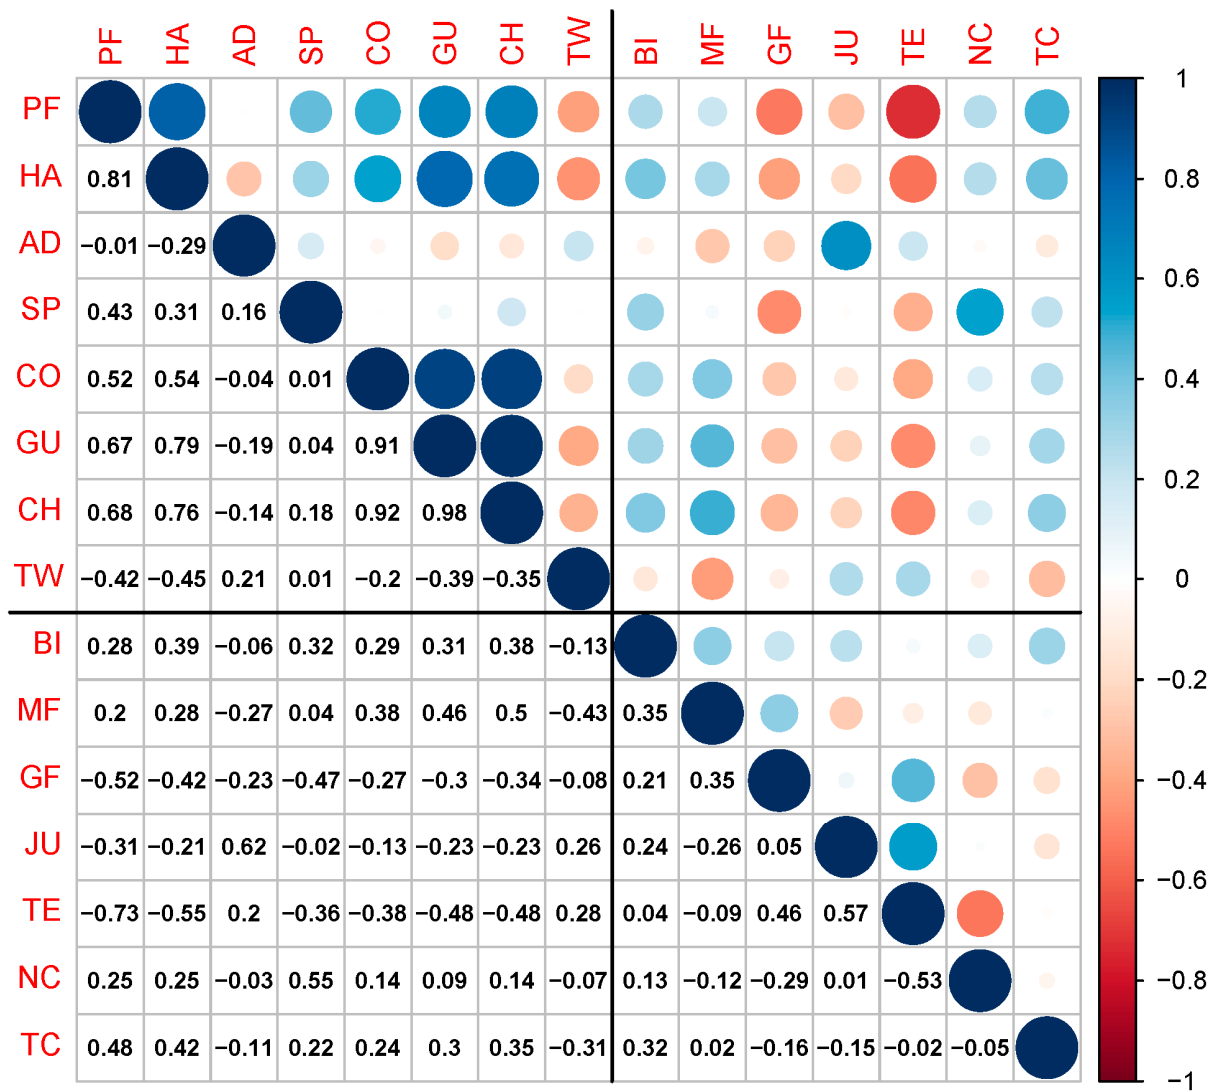 PF HA AD SP CO GU CH TW BI MF GF JU TE NC TC
PF 1
HA 0.81 0.8
AD −0.01 −0.29 0.6
SP 0.43 0.31 0.16
CO 0.52 0.54 −0.04 0.01 0.4
GU 0.67 0.79 −0.19 0.04 0.91
CH 0.68 0.76 −0.14 0.18 0.92 0.98 0.2
TW −0.42 −0.45 0.21 0.01 −0.2 −0.39 −0.35 0
BI 0.28 0.39 −0.06 0.32 0.29 0.31 0.38 −0.13
MF 0.2 0.28 −0.27 0.04 0.38 0.46 0.5 −0.43 0.35 −0.2
GF −0.52 −0.42 −0.23 −0.47 −0.27 −0.3 −0.34 −0.08 0.21 0.35 −0.4
JU −0.31 −0.21 0.62 −0.02 −0.13 −0.23 −0.23 0.26 0.24 −0.26 0.05 −0.6
TE −0.73 −0.55 0.2 −0.36 −0.38 −0.48 −0.48 0.28 0.04 −0.09 0.46 0.57
NC 0.25 0.25 −0.03 0.55 0.14 0.09 0.14 −0.07 0.13 −0.12 −0.29 0.01 −0.53 −0.8
TC 0.48 0.42 −0.11 0.22 0.24 0.3 0.35 −0.31 0.32 0.02 −0.16 −0.15 −0.02 −0.05 −1